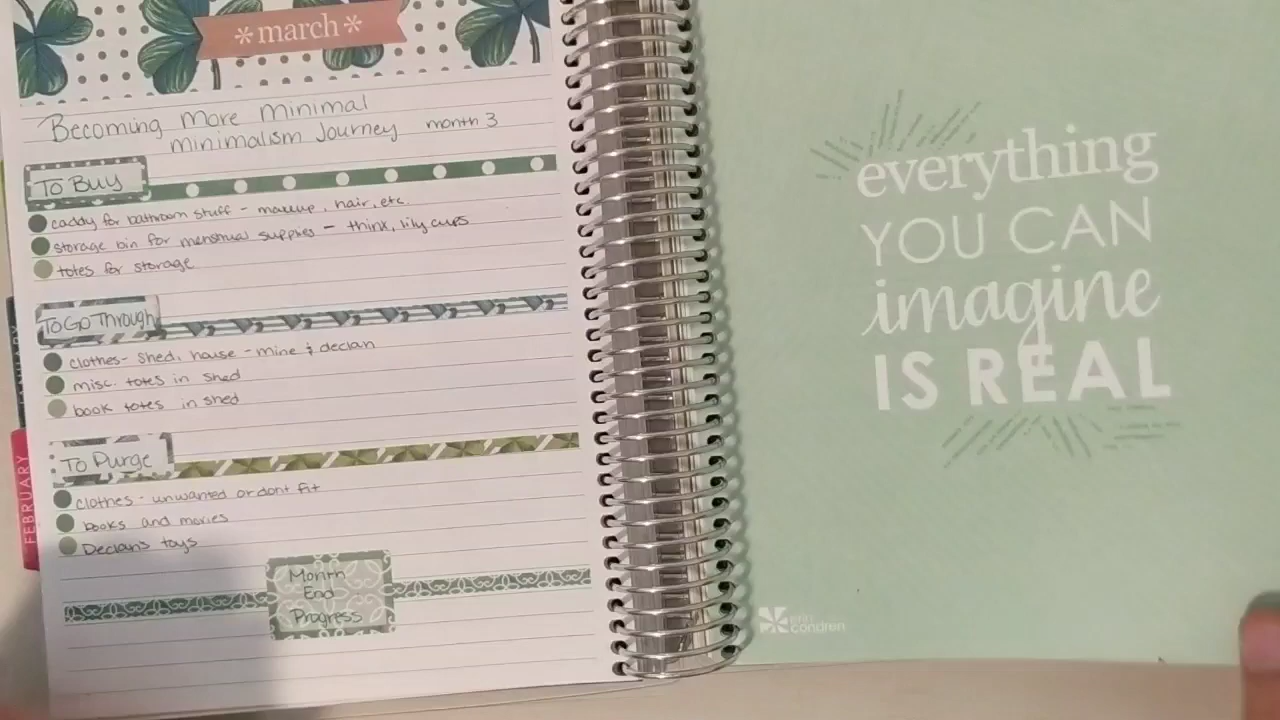 *march*
Becoming More Minimal
minimalism Journey month 3
To Buy
caddy for bathroom stuff - makeup, hair, etc.
storage bin for menstrual supplies - think, lily cups
totes for storage
To Go Through
clothes- shed, house - mine & declan
misc. totes in shed
book totes in shed
To Purge
clothes - unwanted or dont fit
books and movies
Declans toys
Month
End
Progress
FEBRUARY
everything
YOU CAN
imagine
IS REAL
erin
condren